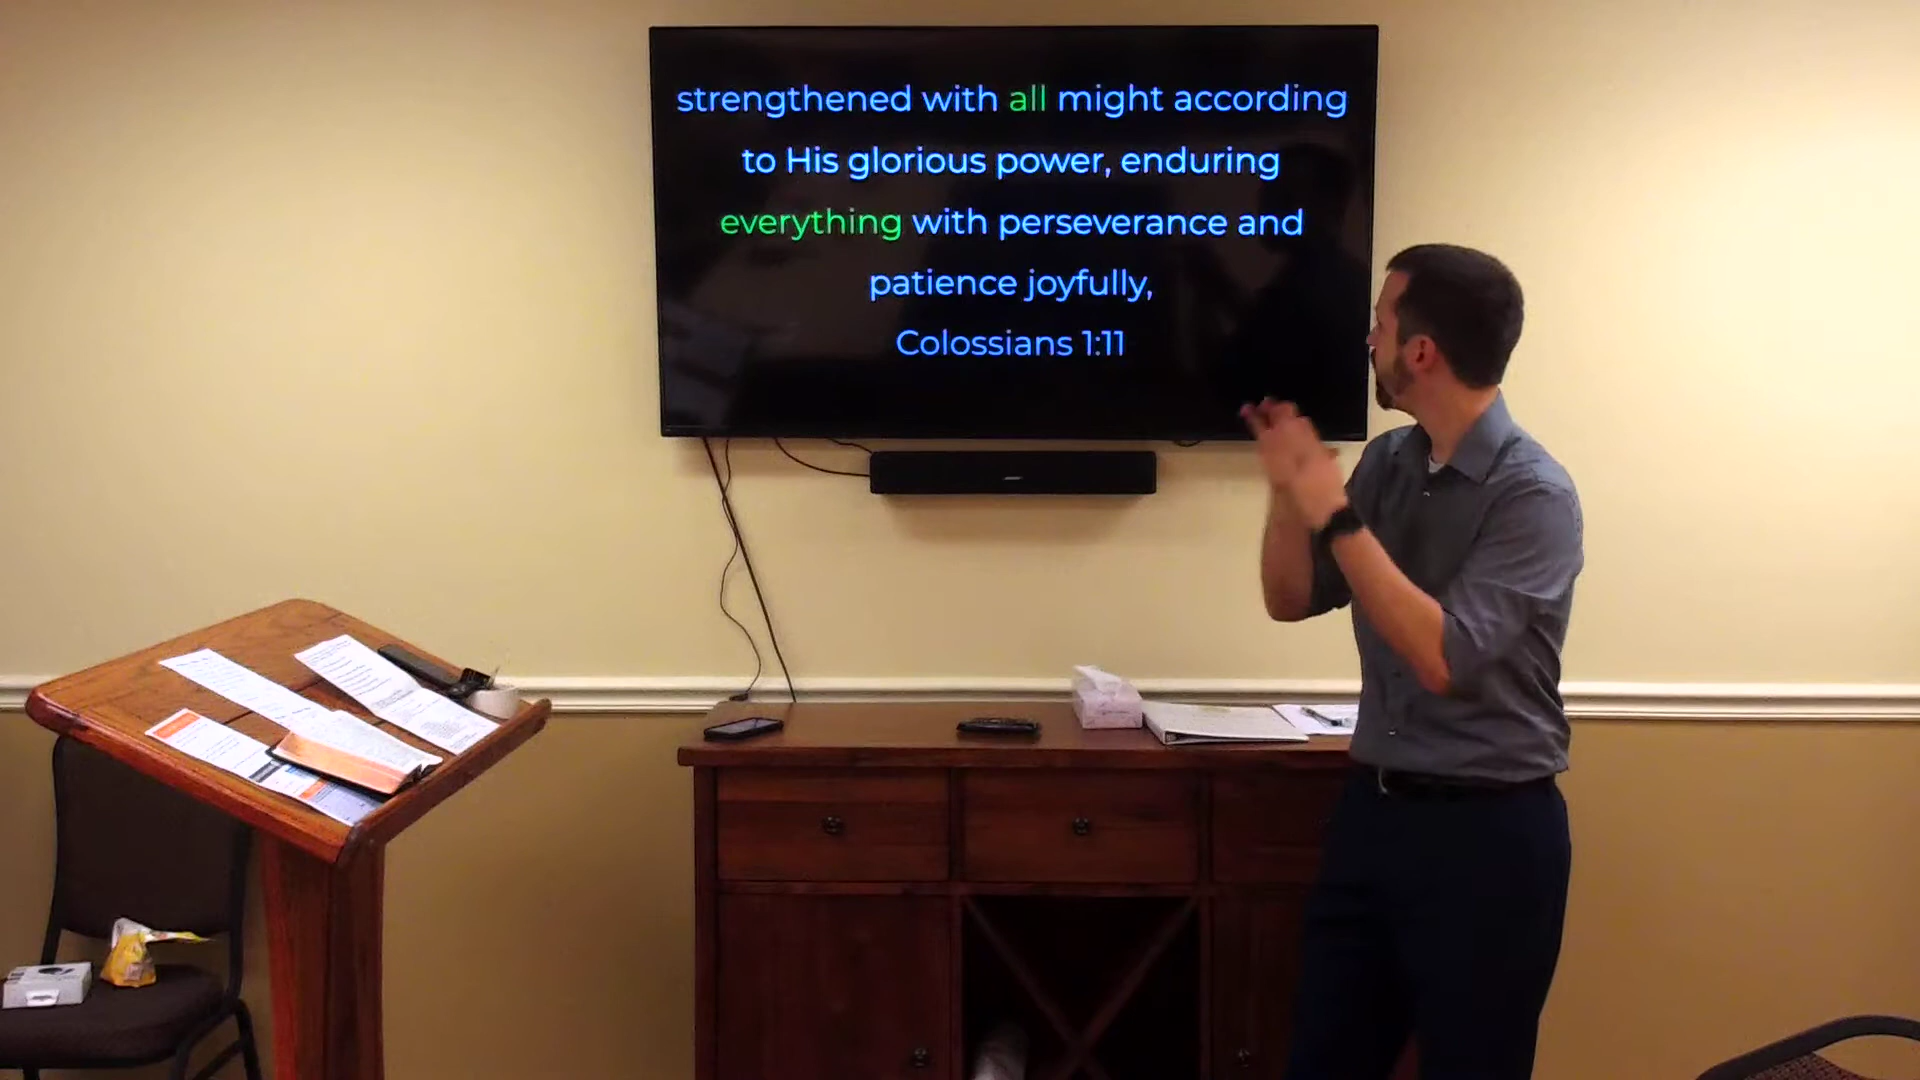 strengthened with all might according
to His glorious power, enduring
everything with perseverance and
patience joyfully,
Colossians 1:11